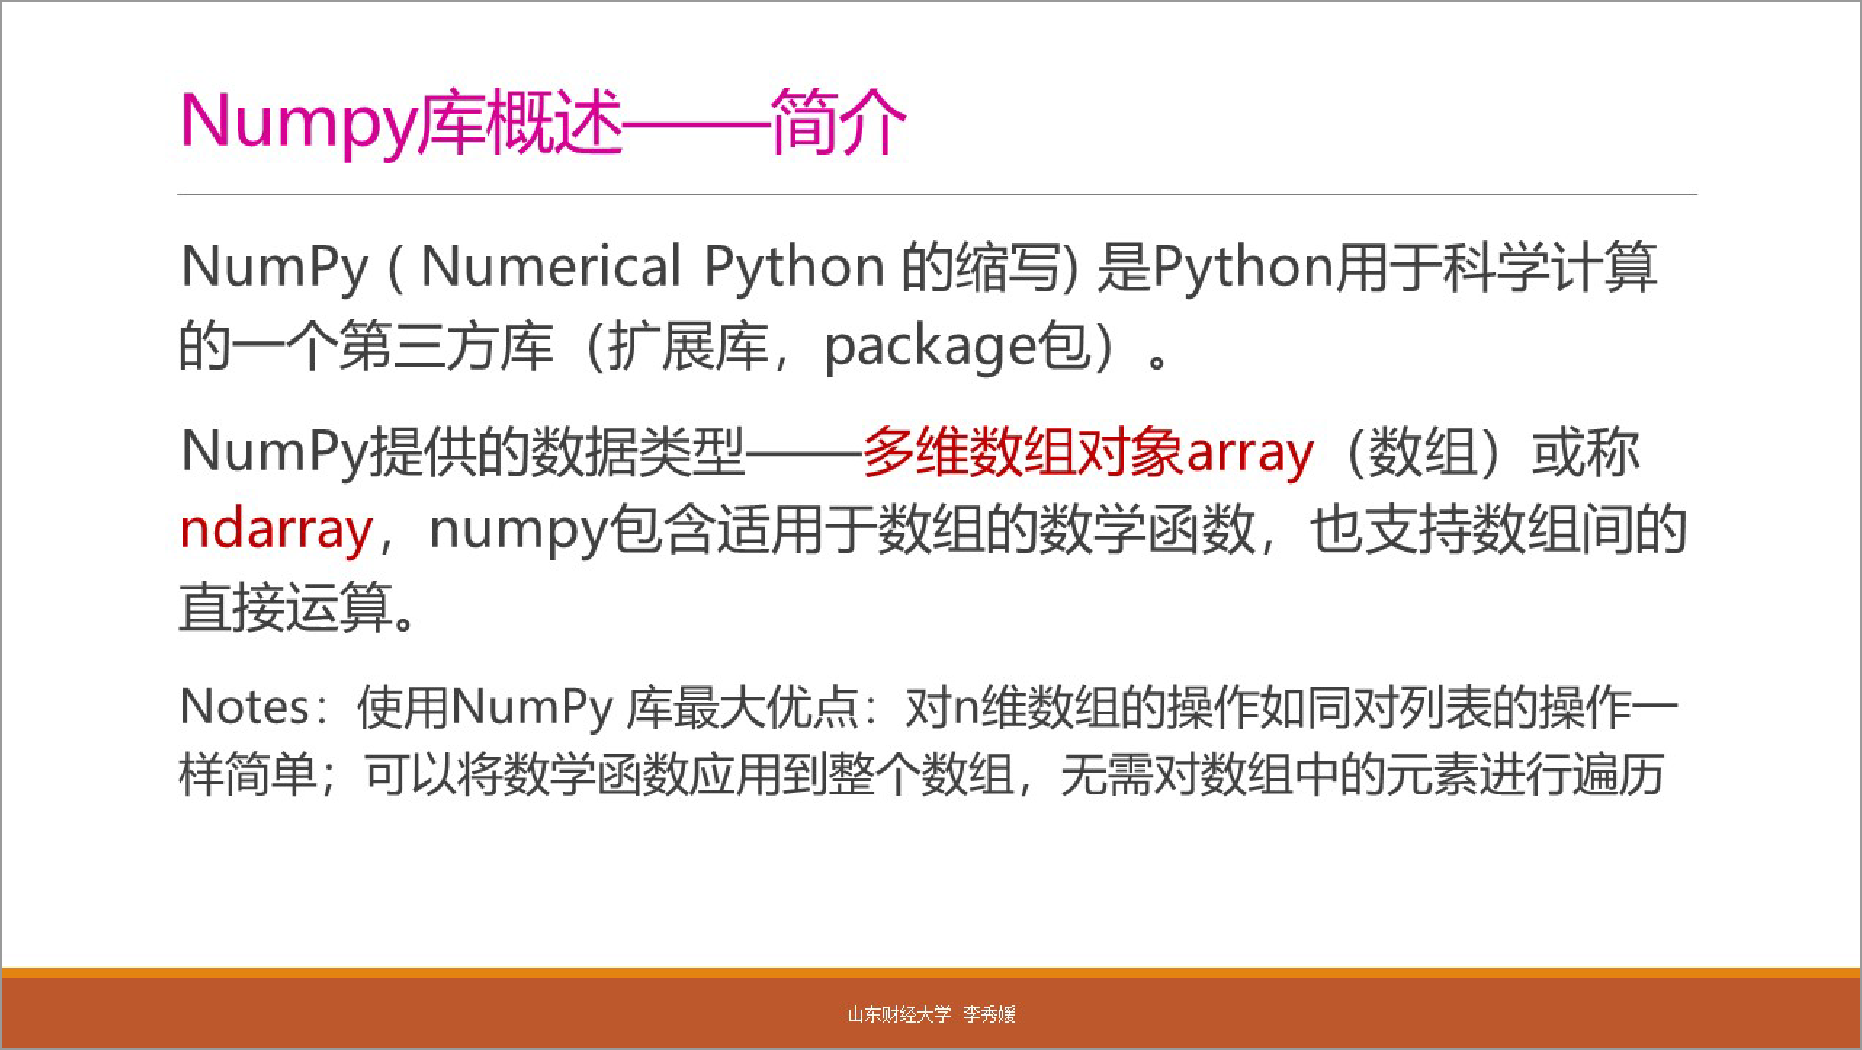 Numpy库概述——简介
NumPy ( Numerical Python 的缩写) 是Python用于科学计算
的一个第三方库（扩展库，package包）。
NumPy提供的数据类型——多维数组对象array（数组）或称
ndarray，numpy包含适用于数组的数学函数，也支持数组间的
直接运算。
Notes：使用NumPy 库最大优点：对n维数组的操作如同对列表的操作一
样简单；可以将数学函数应用到整个数组，无需对数组中的元素进行遍历
山东财经大学 李秀媛